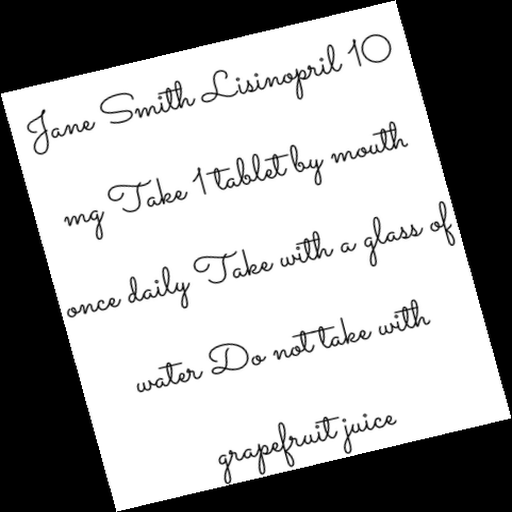 Jane Smith Lisinopril 10
mg Take 1 tablet by mouth
once daily Take with a glass of
water Do not take with
grapefruit juice